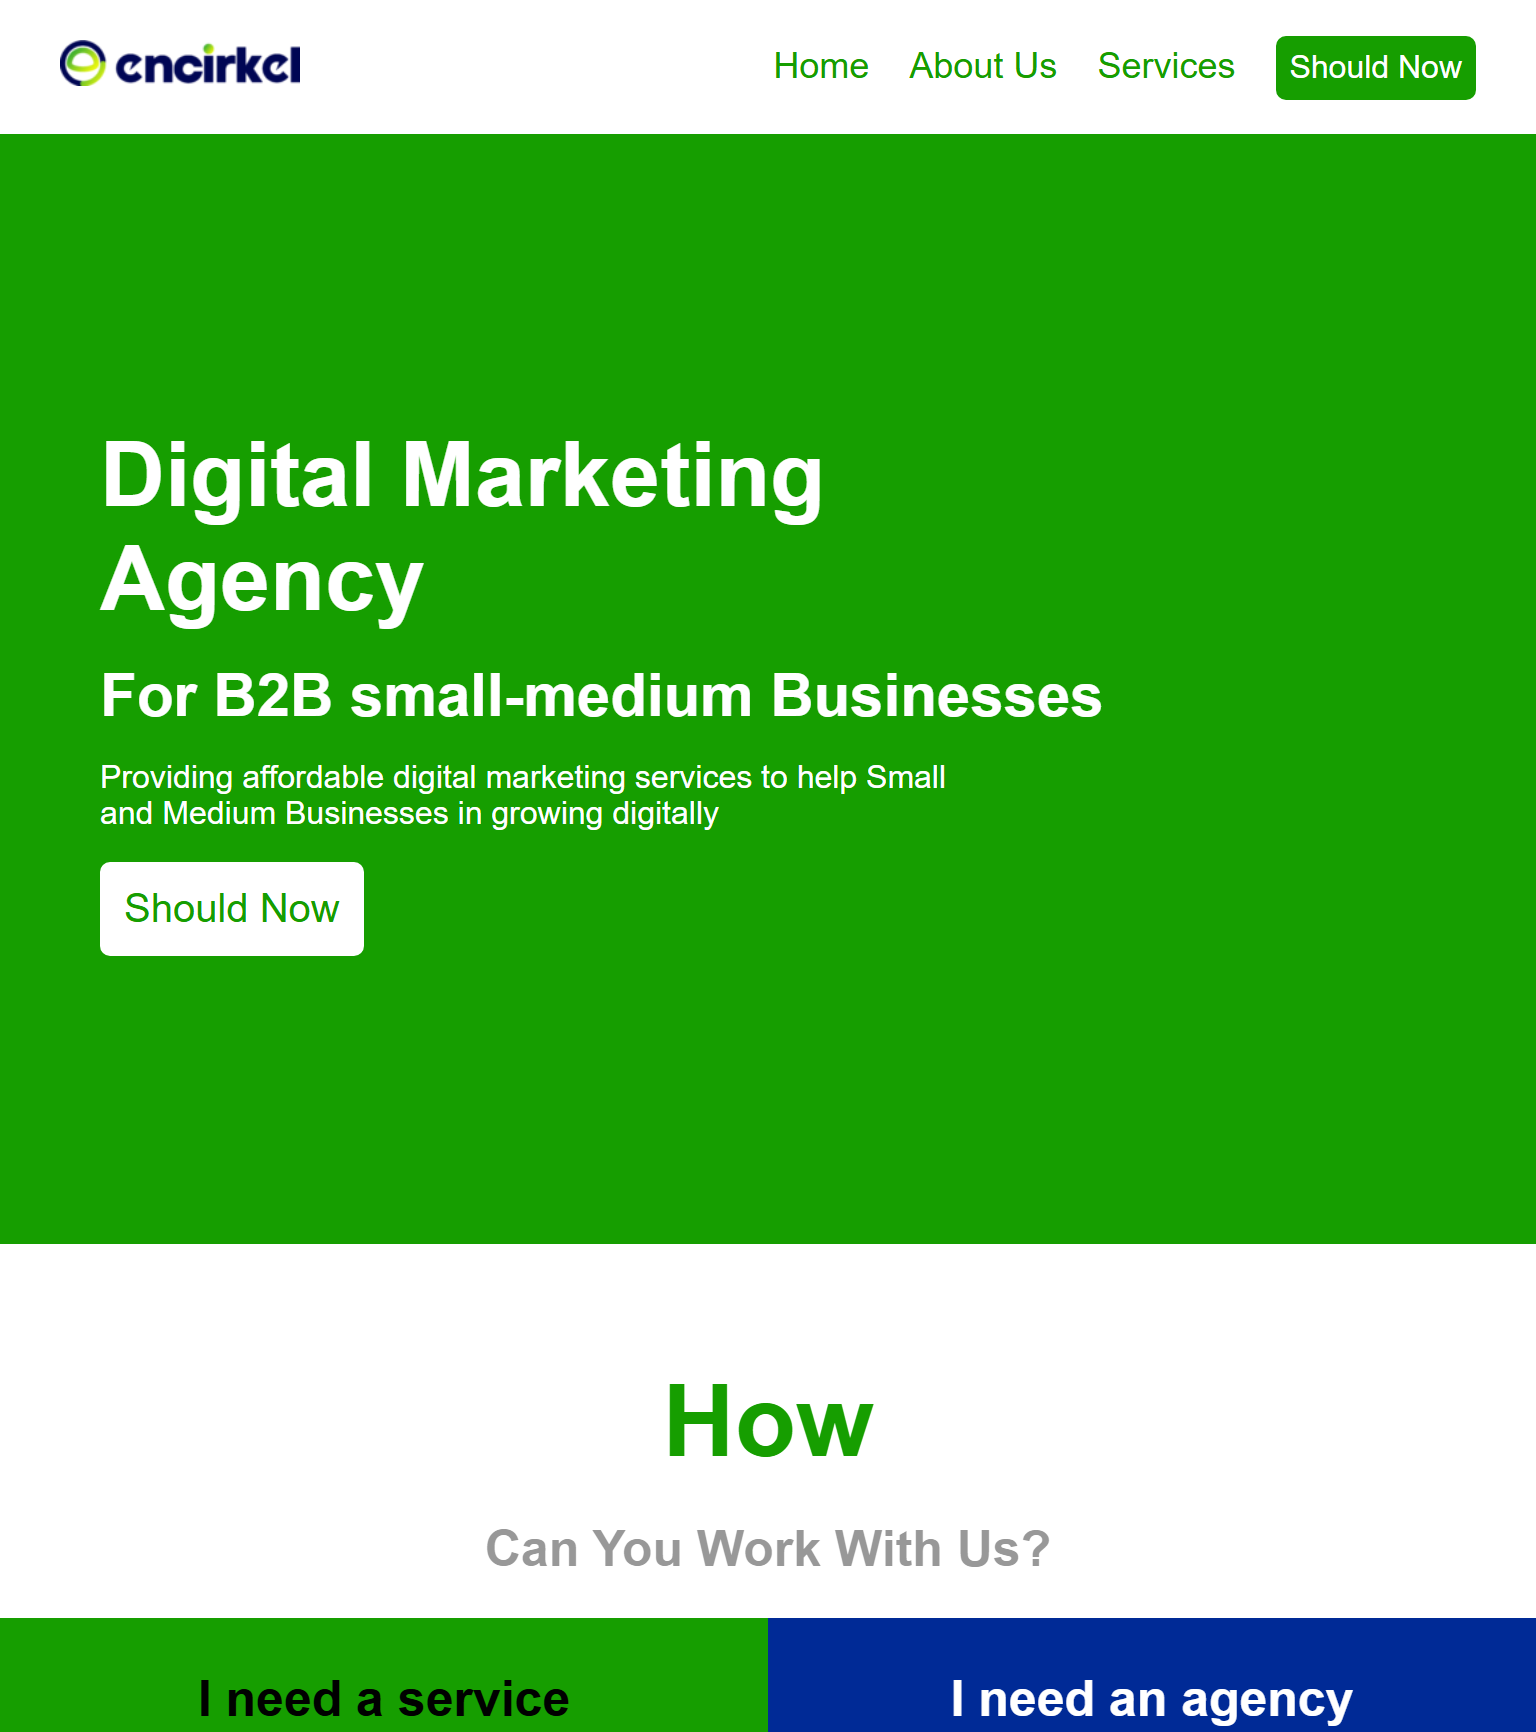 encirkel
Home About Us Services Should Now
Digital Marketing
Agency
For B2B small-medium Businesses
Providing affordable digital marketing services to help Small
and Medium Businesses in growing digitally
Should Now
How
Can You Work With Us?
I need a service
I need an agency